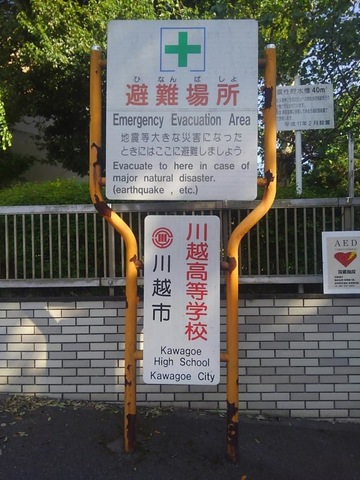 ひなんばしょ
避難場所
Emergency Evacuation Area
地震等大きな災害になった
ときにはここに避難しましょう
Evacuate to here in case of
major natural disaster.
(earthquake , etc.)
川越高等学校
川越市
Kawagoe
High School
Kawagoe City
AED